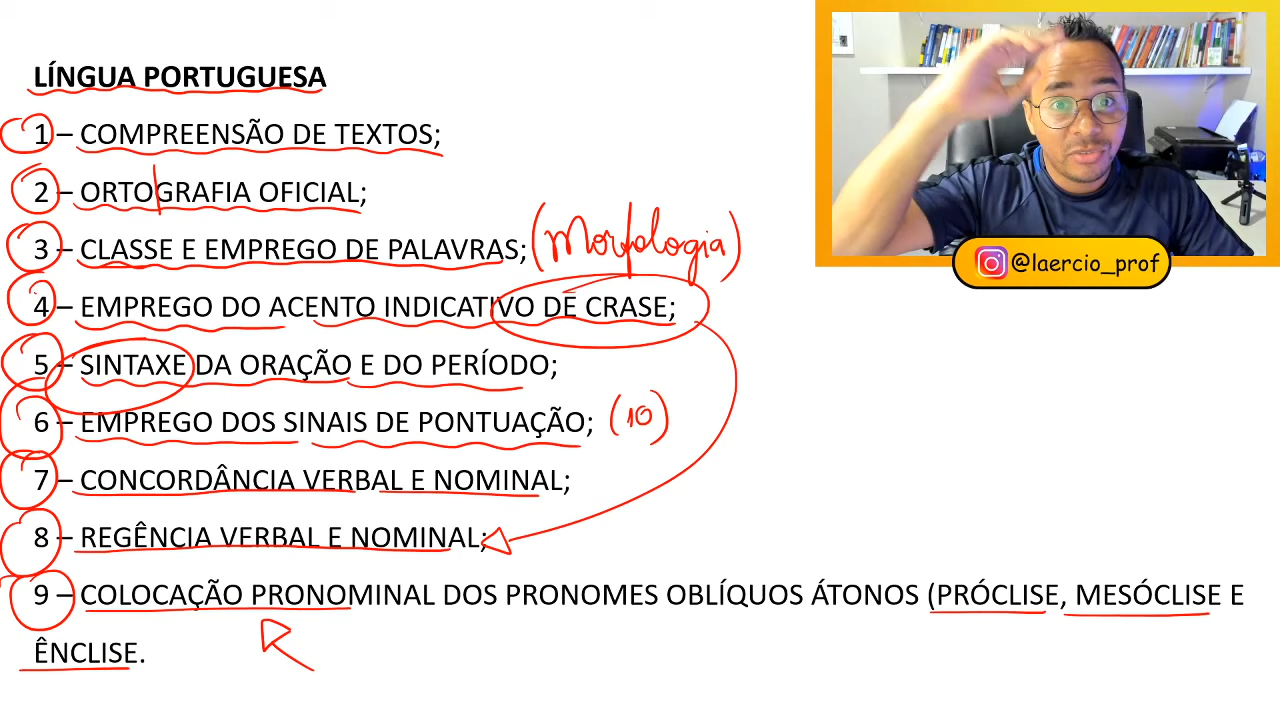 LÍNGUA PORTUGUESA
1 – COMPREENSÃO DE TEXTOS;
2 – ORTOGRAFIA OFICIAL;
3 – CLASSE E EMPREGO DE PALAVRAS; (Morfologia)
4 – EMPREGO DO ACENTO INDICATIVO DE CRASE;
5 – SINTAXE DA ORAÇÃO E DO PERÍODO;
6 – EMPREGO DOS SINAIS DE PONTUAÇÃO; (10)
7 – CONCORDÂNCIA VERBAL E NOMINAL;
8 – REGÊNCIA VERBAL E NOMINAL;
9 – COLOCAÇÃO PRONOMINAL DOS PRONOMES OBLÍQUOS ÁTONOS (PRÓCLISE, MESÓCLISE E
ÊNCLISE.
@laercio_prof